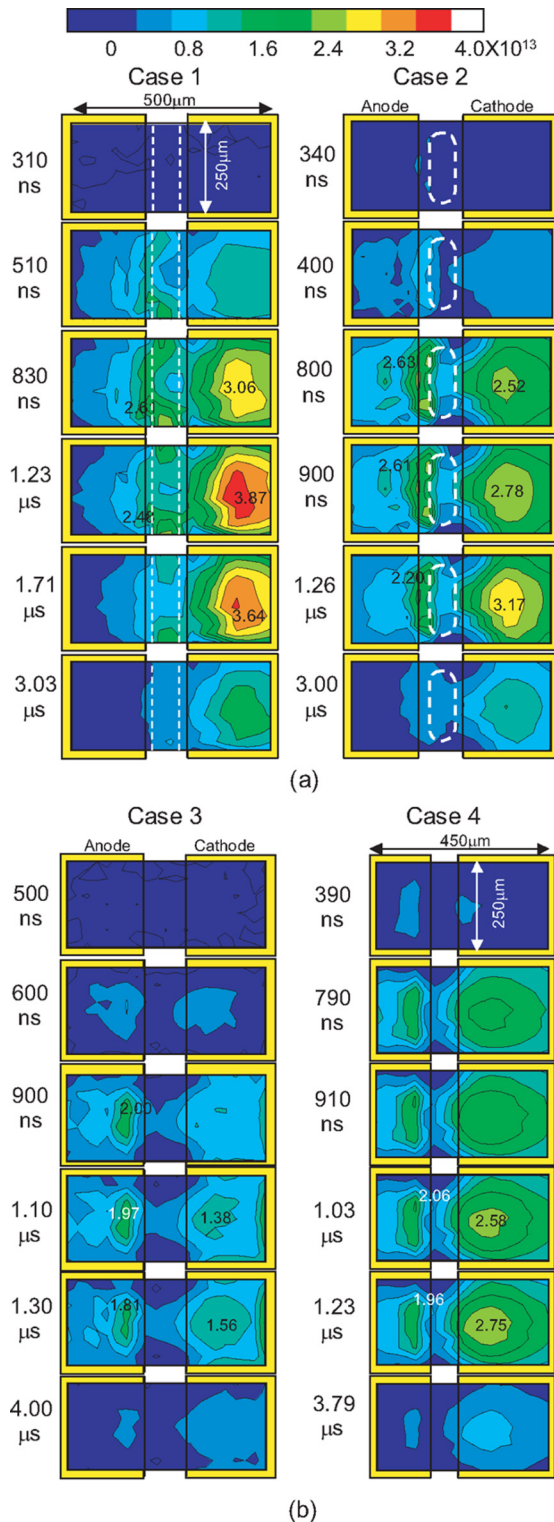 0 0.8 1.6 2.4 3.2 4.0X10¹³
Case 1 Case 2
500μm
Anode Cathode
250μm
310 ns
340 ns
510 ns
400 ns
830 ns
3.06
800 ns
2.63
2.52
1.23 μs
2.48
3.87
900 ns
2.61
2.78
1.71 μs
3.64
1.26 μs
2.20
3.17
3.03 μs
3.00 μs
(a)
Case 3 Case 4
Anode Cathode
450μm
250μm
500 ns
390 ns
600 ns
790 ns
900 ns
2.00
910 ns
1.10 μs
1.97
1.38
1.03 μs
2.06
2.58
1.30 μs
1.81
1.56
1.23 μs
1.96
2.75
4.00 μs
3.79 μs
(b)